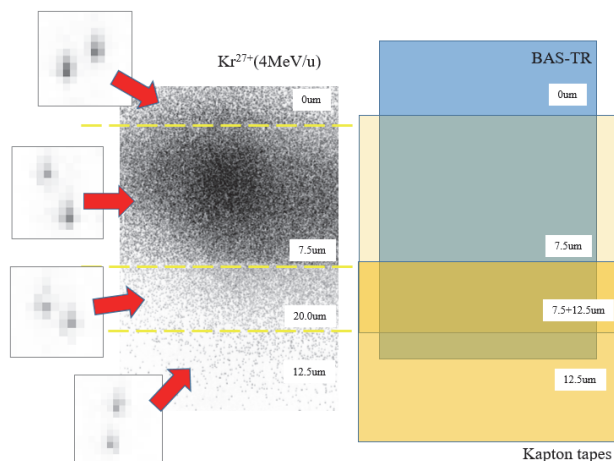 Kr27+(4MeV/u)
0um
7.5um
20.0um
12.5um
BAS-TR
0um
7.5um
7.5+12.5um
12.5um
Kapton tapes